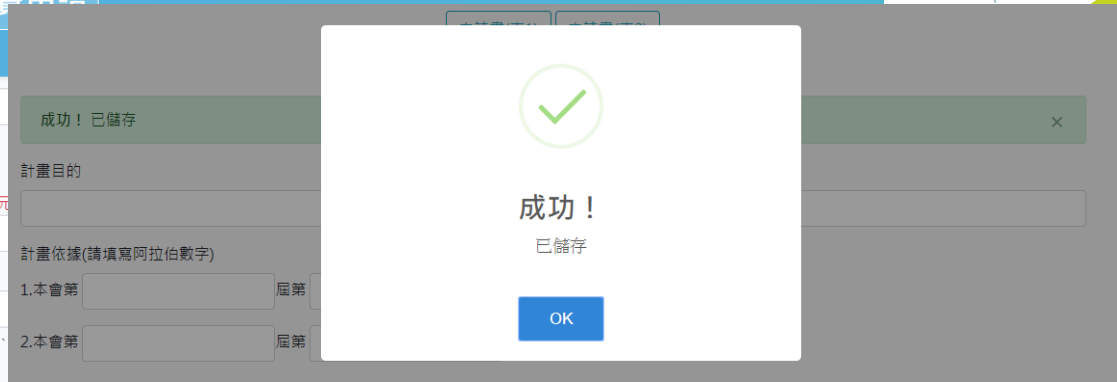 成功！ 已儲存
×
計畫目的
元
計畫依據(請填寫阿拉伯數字)
1.本會第
屆第
2.本會第
屆第
成功！
已儲存
OK